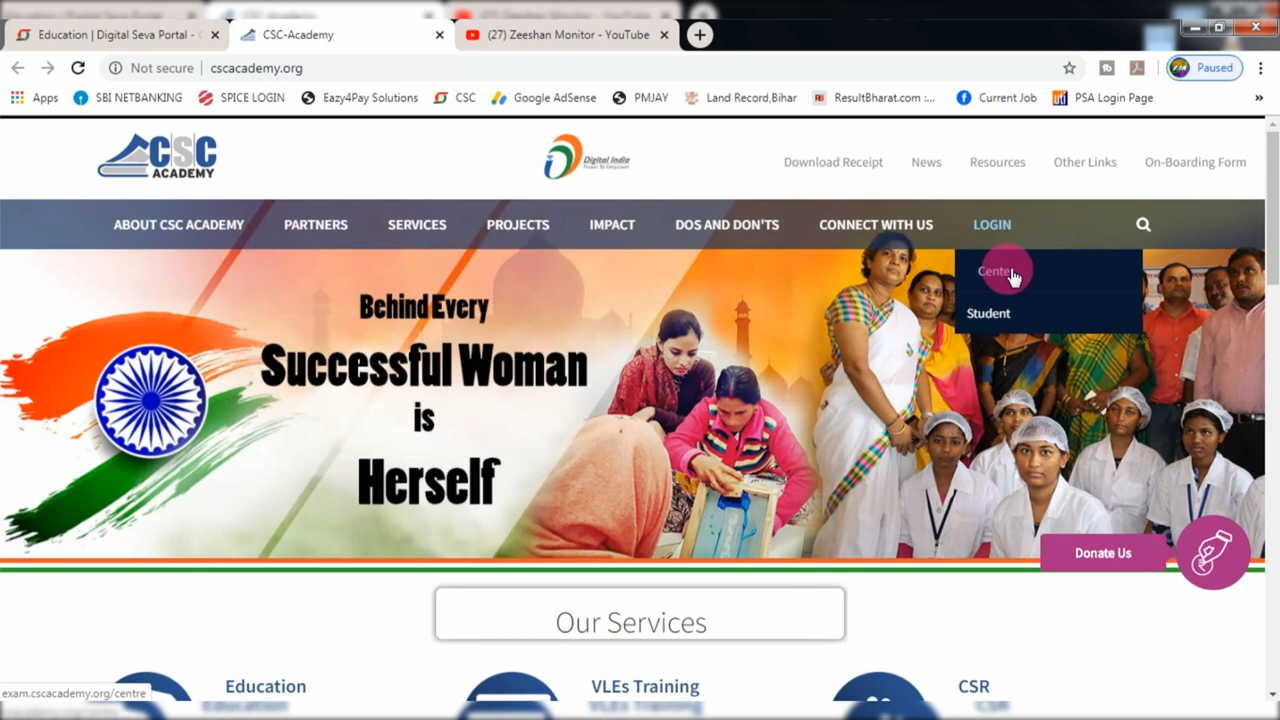 Education | Digital Seva Portal -
CSC-Academy
(27) Zeeshan Monitor - YouTube
Not secure
cscacademy.org
Paused
Apps
SBI NETBANKING
SPICE LOGIN
Eazy4Pay Solutions
CSC
Google AdSense
PMJAY
Land Record,Bihar
ResultBharat.com :...
Current Job
PSA Login Page
CSC
ACADEMY
Digital India
Power To Empower
Download Receipt
News
Resources
Other Links
On-Boarding Form
ABOUT CSC ACADEMY
PARTNERS
SERVICES
PROJECTS
IMPACT
DOS AND DON'TS
CONNECT WITH US
LOGIN
Student
Behind Every
Successful Woman
is
Herself
Donate Us
Our Services
Education
VLEs Training
CSR
exam.cscacademy.org/centre